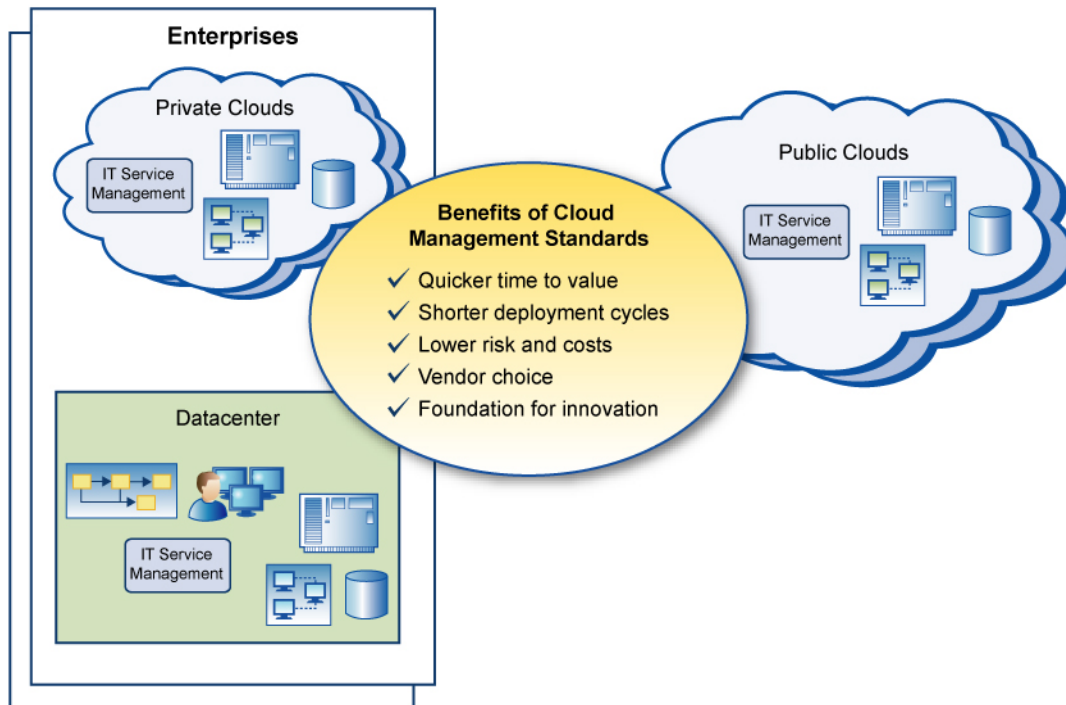 Enterprises
Private Clouds
IT Service
Management
Public Clouds
IT Service
Management
Benefits of Cloud
Management Standards
✓ Quicker time to value
✓ Shorter deployment cycles
✓ Lower risk and costs
✓ Vendor choice
✓ Foundation for innovation
Datacenter
IT Service
Management